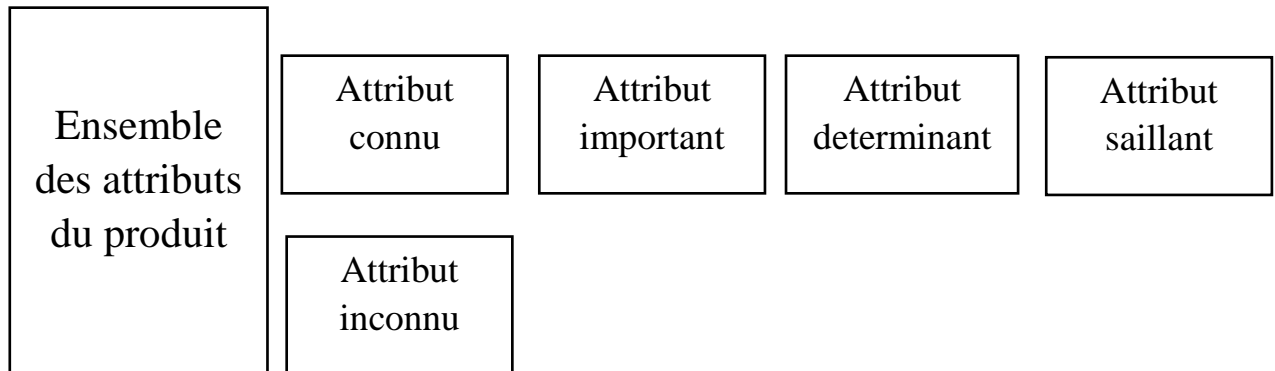 Ensemble
des attributs
du produit
Attribut
connu
Attribut
important
Attribut
determinant
Attribut
saillant
Attribut
inconnu